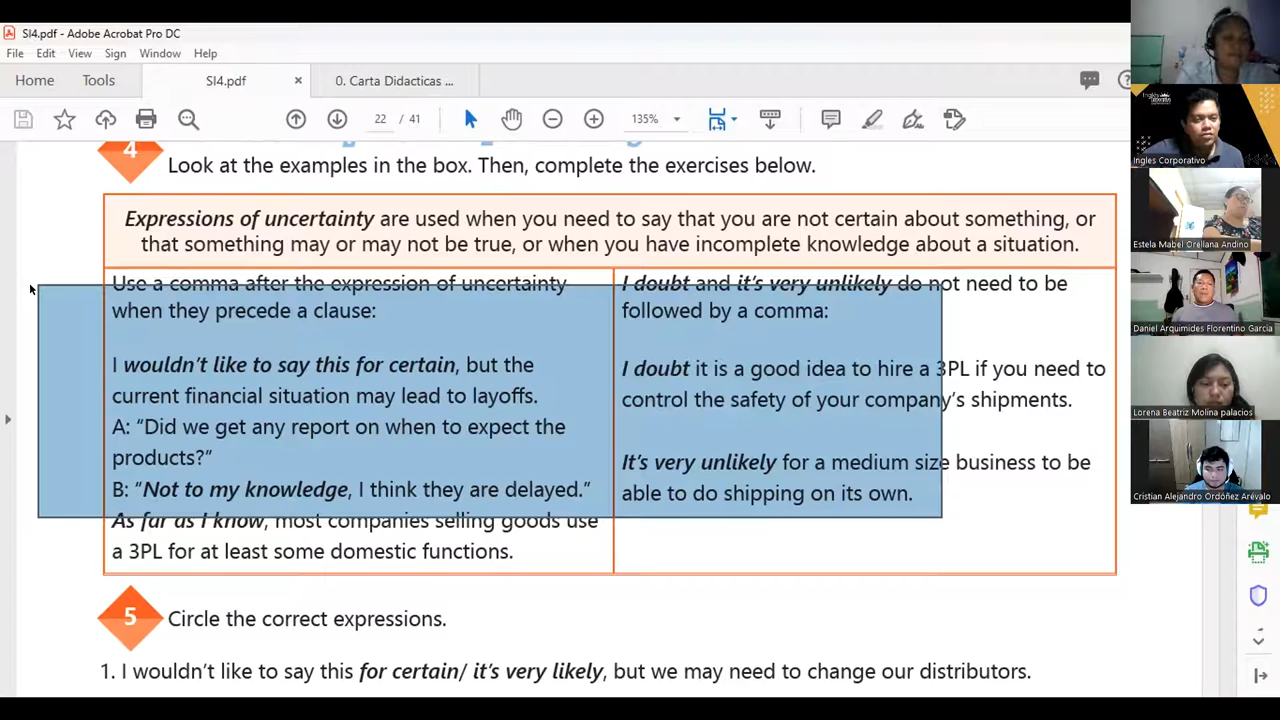 SI4.pdf - Adobe Acrobat Pro DC
File Edit View Sign Window Help
Home Tools SI4.pdf × 0. Carta Didacticas ...
22 / 41 135%
4
Look at the examples in the box. Then, complete the exercises below.
Expressions of uncertainty are used when you need to say that you are not certain about something, or
that something may or may not be true, or when you have incomplete knowledge about a situation.
Use a comma after the expression of uncertainty
when they precede a clause:
I wouldn't like to say this for certain, but the
current financial situation may lead to layoffs.
A: “Did we get any report on when to expect the
products?”
B: “Not to my knowledge, I think they are delayed.”
As far as I know, most companies selling goods use
a 3PL for at least some domestic functions.
I doubt and it's very unlikely do not need to be
followed by a comma:
I doubt it is a good idea to hire a 3PL if you need to
control the safety of your company's shipments.
It's very unlikely for a medium size business to be
able to do shipping on its own.
5
Circle the correct expressions.
1. I wouldn't like to say this for certain/ it's very likely, but we may need to change our distributors.
Ingles Corporativo
Estela Mabel Orellana Andino
Daniel Arquimides Florentino Garcia
Lorena Beatriz Molina palacios
Cristian Alejandro Ordóñez Arévalo